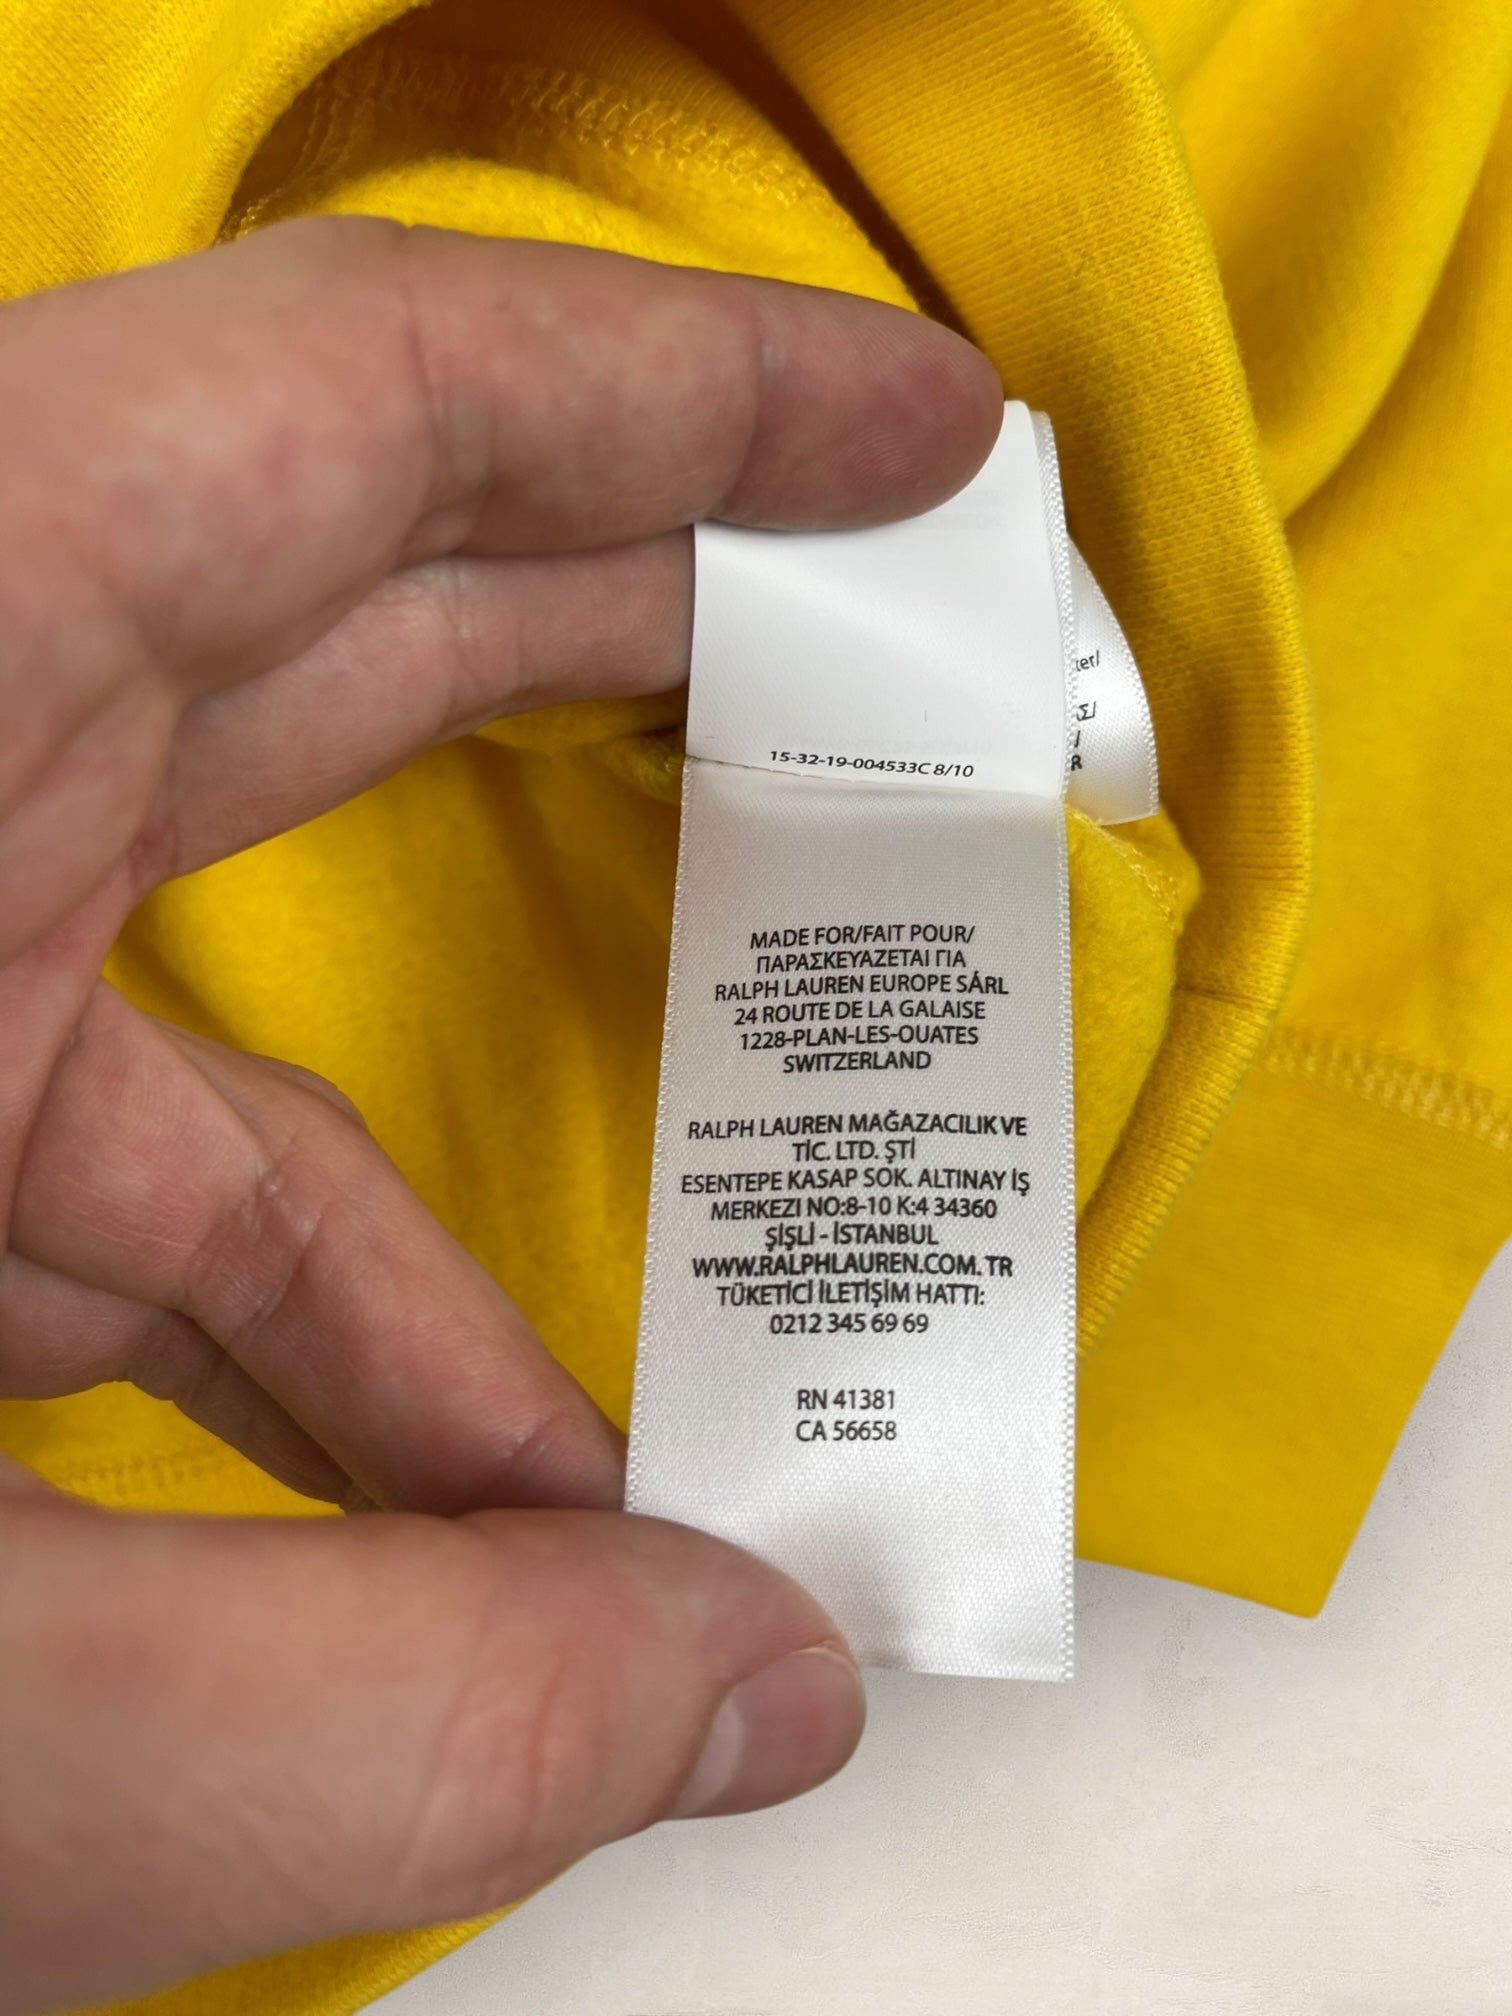 15-32-19-004533C 8/10
MADE FOR/FAIT POUR/
ΠΑΡΑΣΚΕΥΑΖΕΤΑΙ ΓΙΑ
RALPH LAUREN EUROPE SÁRL
24 ROUTE DE LA GALAISE
1228-PLAN-LES-OUATES
SWITZERLAND
RALPH LAUREN MAĞAZACILIK VE
TİC. LTD. ŞTİ
ESENTEPE KASAP SOK. ALTINAY İŞ
MERKEZI NO:8-10 K:4 34360
ŞİŞLİ - İSTANBUL
WWW.RALPHLAUREN.COM.TR
TÜKETİCİ İLETİŞİM HATTI:
0212 345 69 69
RN 41381
CA 56658